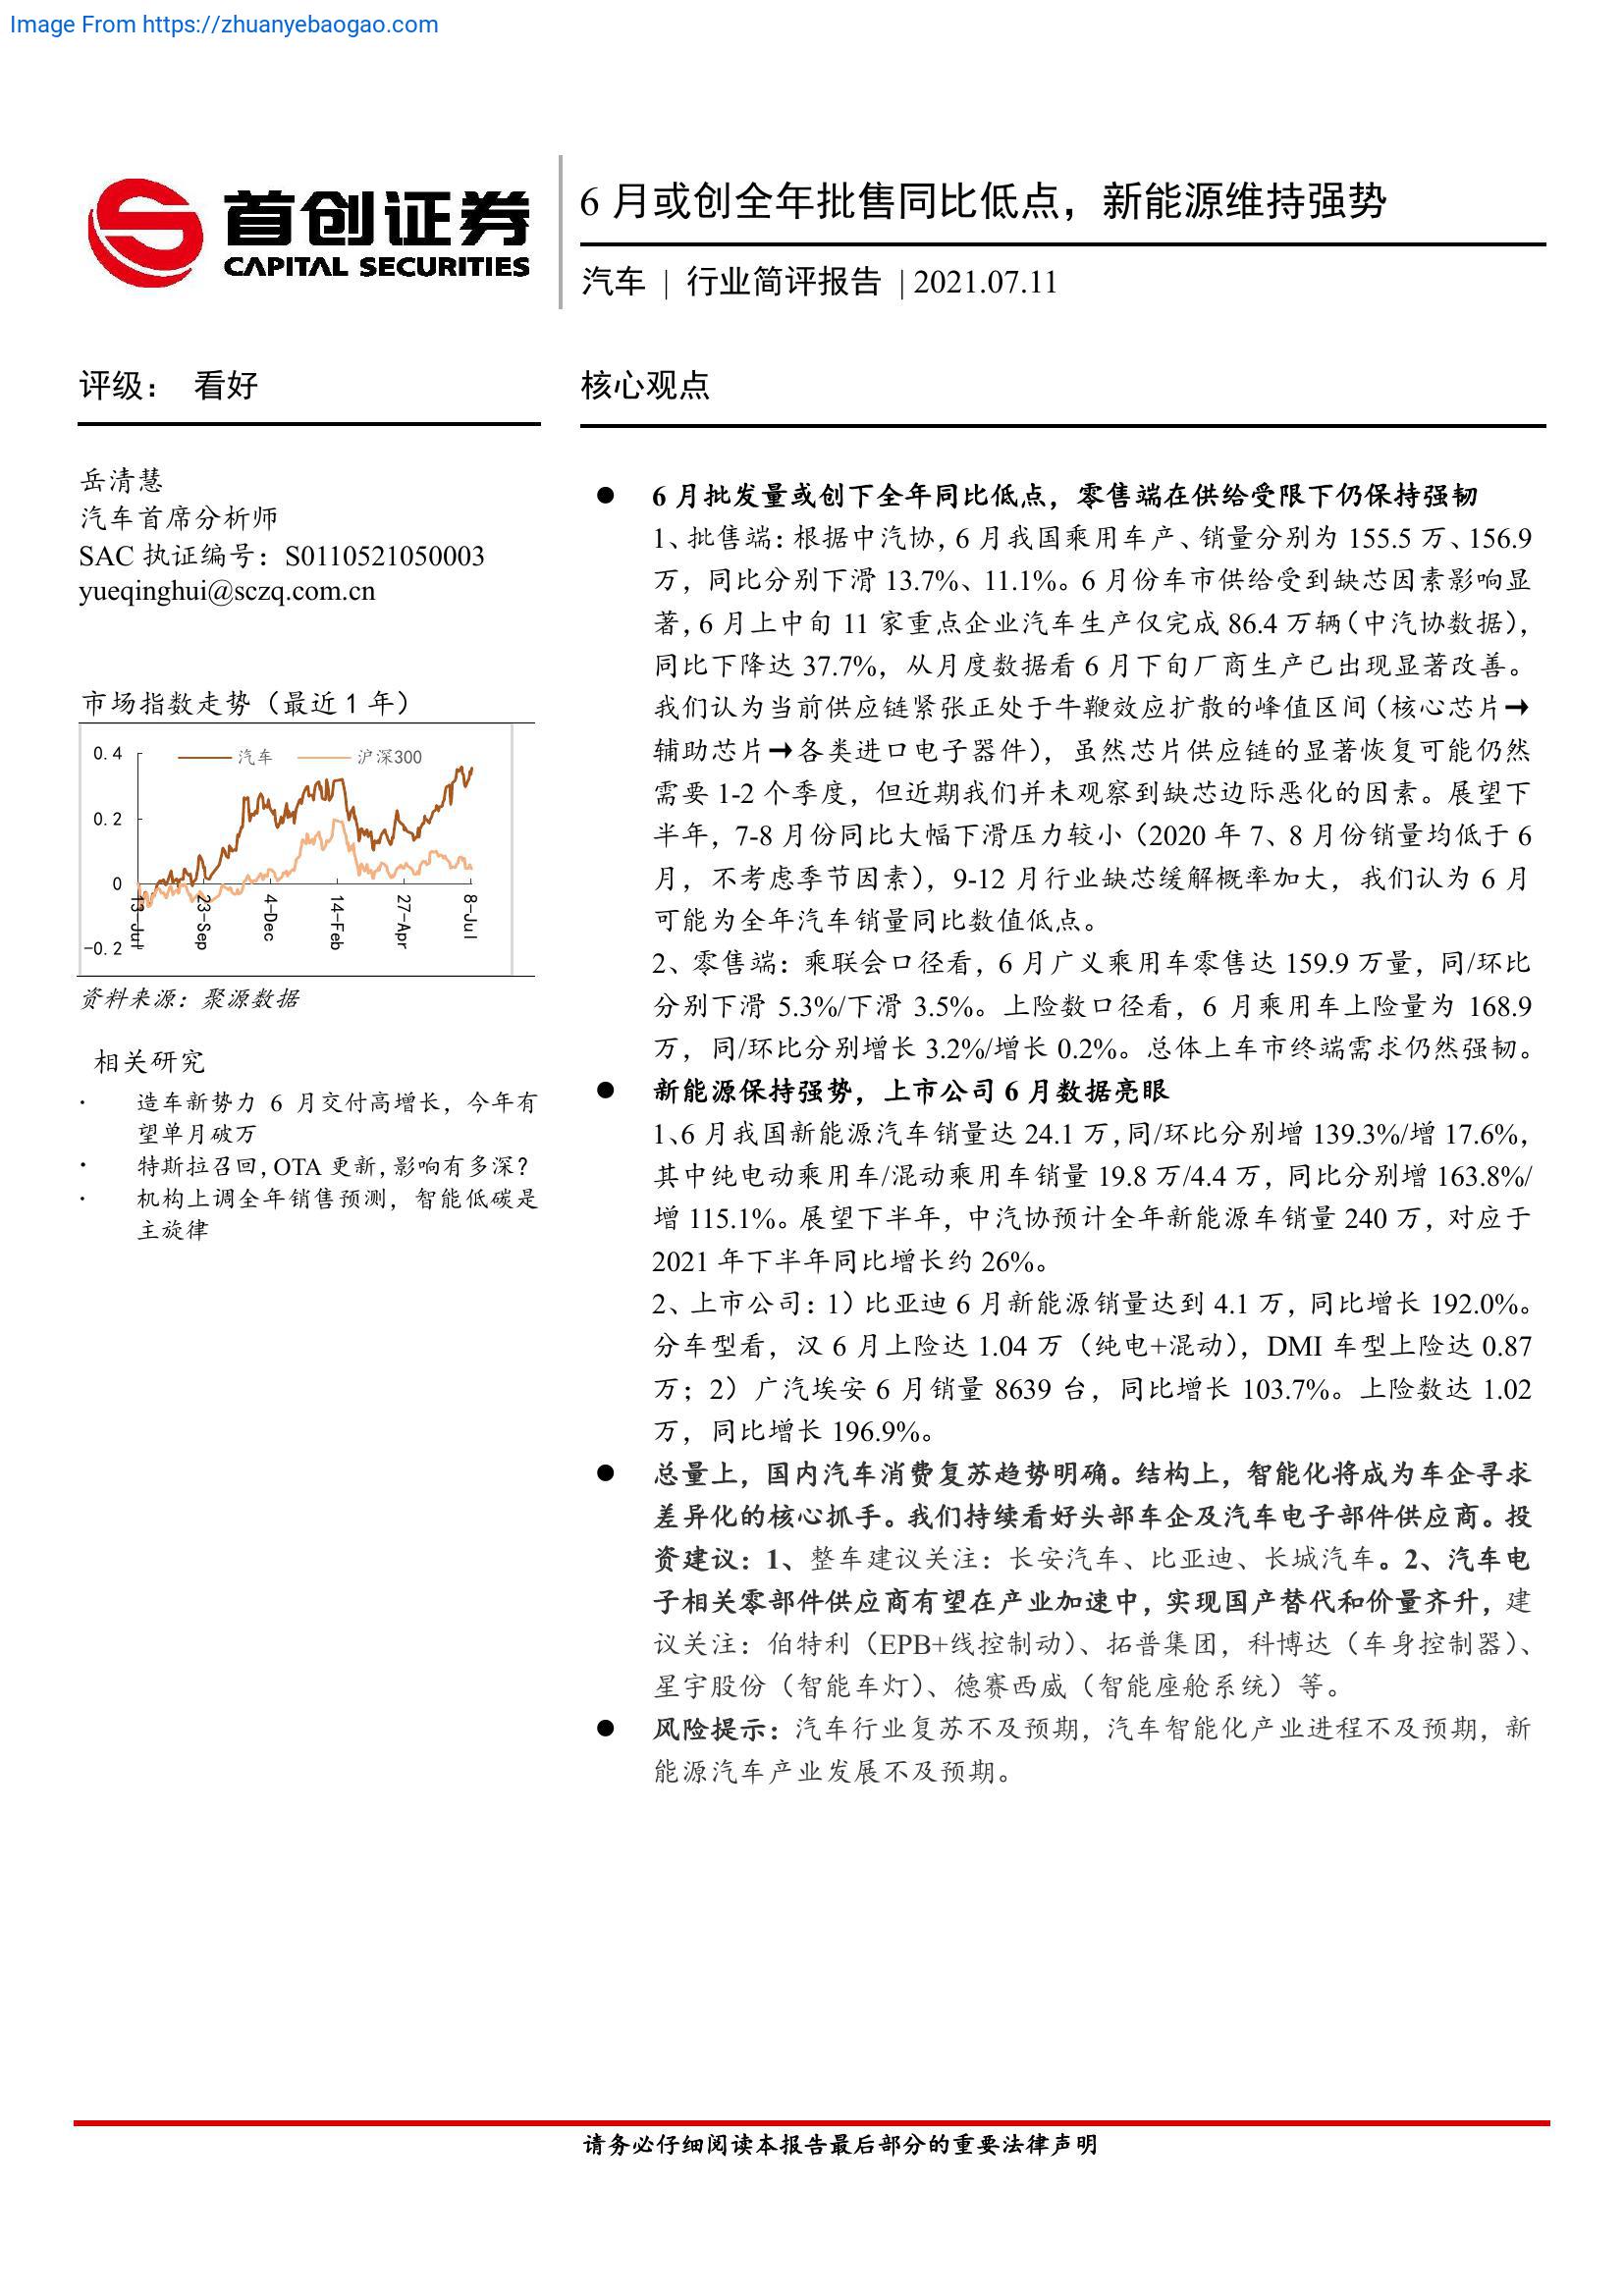 Image From https://zhuanyebaogao.com
首创证券
CAPITAL SECURITIES
6 月或创全年批售同比低点，新能源维持强势
汽车 | 行业简评报告 | 2021.07.11
评级： 看好
岳清慧
汽车首席分析师
SAC 执证编号：S0110521050003
yueqinghui@sczq.com.cn
市场指数走势（最近 1 年）
汽车 沪深300
0.4
0.2
0
-0.2
13-Jul 23-Sep 4-Dec 14-Feb 27-Apr 8-Jul
资料来源：聚源数据
相关研究
· 造车新势力 6 月交付高增长，今年有
望单月破万
· 特斯拉召回，OTA 更新，影响有多深？
· 机构上调全年销售预测，智能低碳是
主旋律
核心观点
● 6 月批发量或创下全年同比低点，零售端在供给受限下仍保持强韧
1、批售端：根据中汽协，6 月我国乘用车产、销量分别为 155.5 万、156.9
万，同比分别下滑 13.7%、11.1%。6 月份车市供给受到缺芯因素影响显
著，6 月上中旬 11 家重点企业汽车生产仅完成 86.4 万辆（中汽协数据），
同比下降达 37.7%，从月度数据看 6 月下旬厂商生产已出现显著改善。
我们认为当前供应链紧张正处于牛鞭效应扩散的峰值区间（核心芯片➞
辅助芯片➞各类进口电子器件），虽然芯片供应链的显著恢复可能仍然
需要 1-2 个季度，但近期我们并未观察到缺芯边际恶化的因素。展望下
半年，7-8 月份同比大幅下滑压力较小（2020 年 7、8 月份销量均低于 6
月，不考虑季节因素），9-12 月行业缺芯缓解概率加大，我们认为 6 月
可能为全年汽车销量同比数值低点。
2、零售端：乘联会口径看，6 月广义乘用车零售达 159.9 万量，同/环比
分别下滑 5.3%/下滑 3.5%。上险数口径看，6 月乘用车上险量为 168.9
万，同/环比分别增长 3.2%/增长 0.2%。总体上车市终端需求仍然强韧。
● 新能源保持强势，上市公司 6 月数据亮眼
1、6 月我国新能源汽车销量达 24.1 万，同/环比分别增 139.3%/增 17.6%，
其中纯电动乘用车/混动乘用车销量 19.8 万/4.4 万，同比分别增 163.8%/
增 115.1%。展望下半年，中汽协预计全年新能源车销量 240 万，对应于
2021 年下半年同比增长约 26%。
2、上市公司：1）比亚迪 6 月新能源销量达到 4.1 万，同比增长 192.0%。
分车型看，汉 6 月上险达 1.04 万（纯电+混动），DMI 车型上险达 0.87
万；2）广汽埃安 6 月销量 8639 台，同比增长 103.7%。上险数达 1.02
万，同比增长 196.9%。
● 总量上，国内汽车消费复苏趋势明确。结构上，智能化将成为车企寻求
差异化的核心抓手。我们持续看好头部车企及汽车电子部件供应商。投
资建议：1、整车建议关注：长安汽车、比亚迪、长城汽车。2、汽车电
子相关零部件供应商有望在产业加速中，实现国产替代和价量齐升，建
议关注：伯特利（EPB+线控制动）、拓普集团，科博达（车身控制器）、
星宇股份（智能车灯）、德赛西威（智能座舱系统）等。
● 风险提示：汽车行业复苏不及预期，汽车智能化产业进程不及预期，新
能源汽车产业发展不及预期。
请务必仔细阅读本报告最后部分的重要法律声明